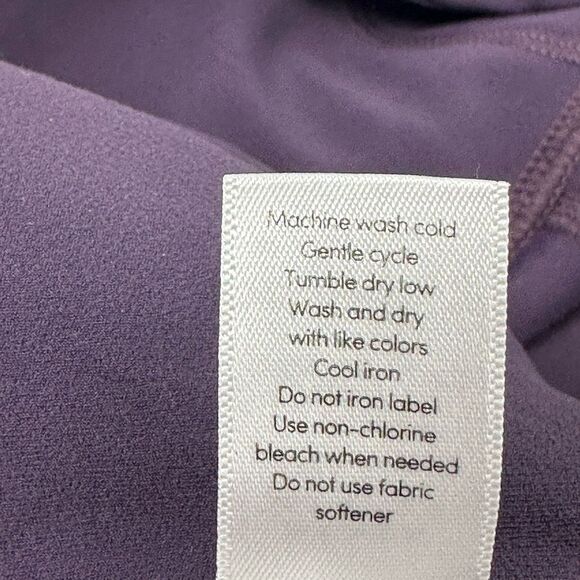 Machine wash cold
Gentle cycle
Tumble dry low
Wash and dry
with like colors
Cool iron
Do not iron label
Use non-chlorine
bleach when needed
Do not use fabric
softener